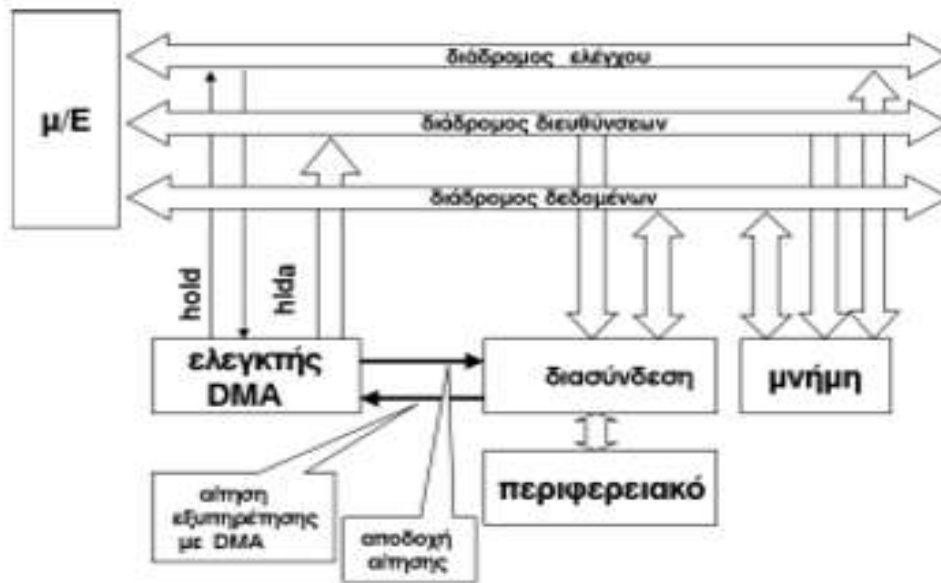 διάδρομος ελέγχου
μ/Ε
διάδρομος διευθύνσεων
διάδρομος δεδομένων
hold
hlda
ελεγκτής
DMA
διασύνδεση
μνήμη
περιφερειακό
αίτηση
εξυπηρέτησης
με DMA
αποδοχή
αίτησης